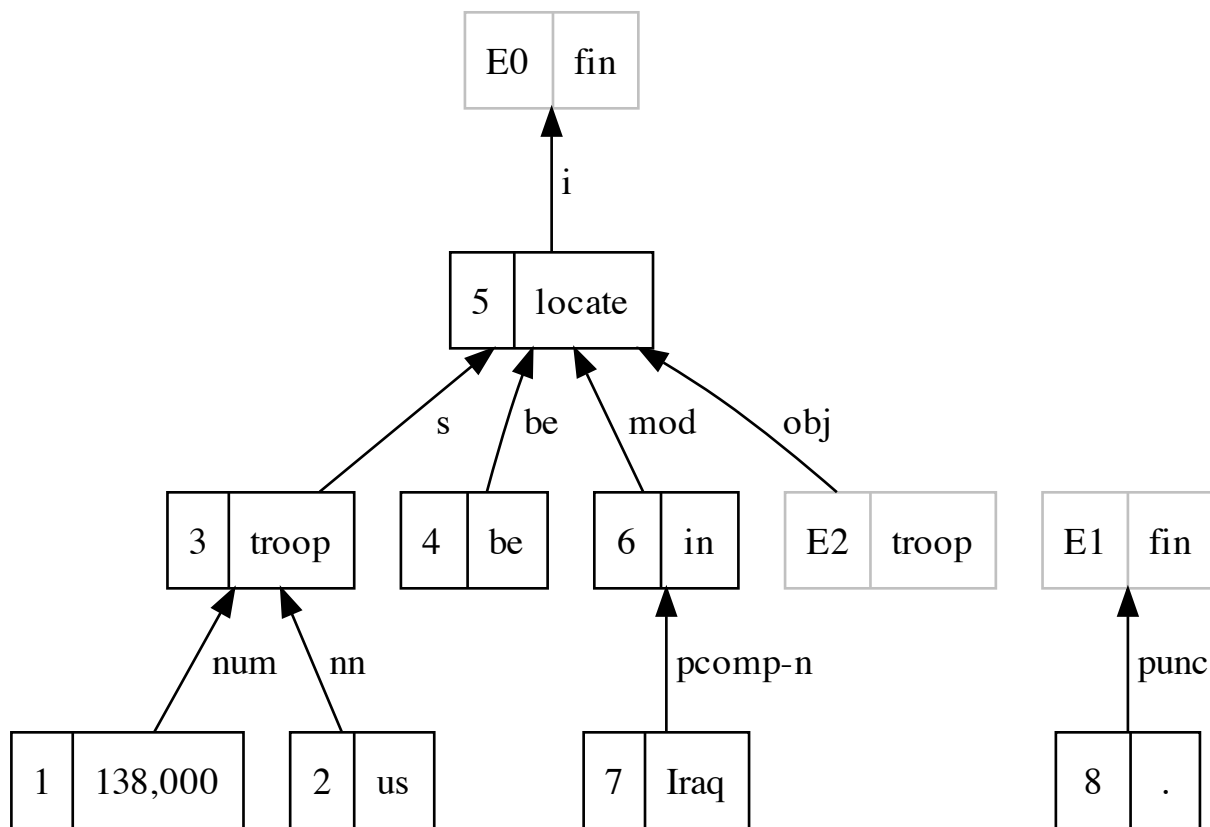 E0 fin
i
5 locate
s be mod obj
3 troop 4 be 6 in E2 troop E1 fin
num nn pcomp-n punc
1 138,000 2 us 7 Iraq 8 .